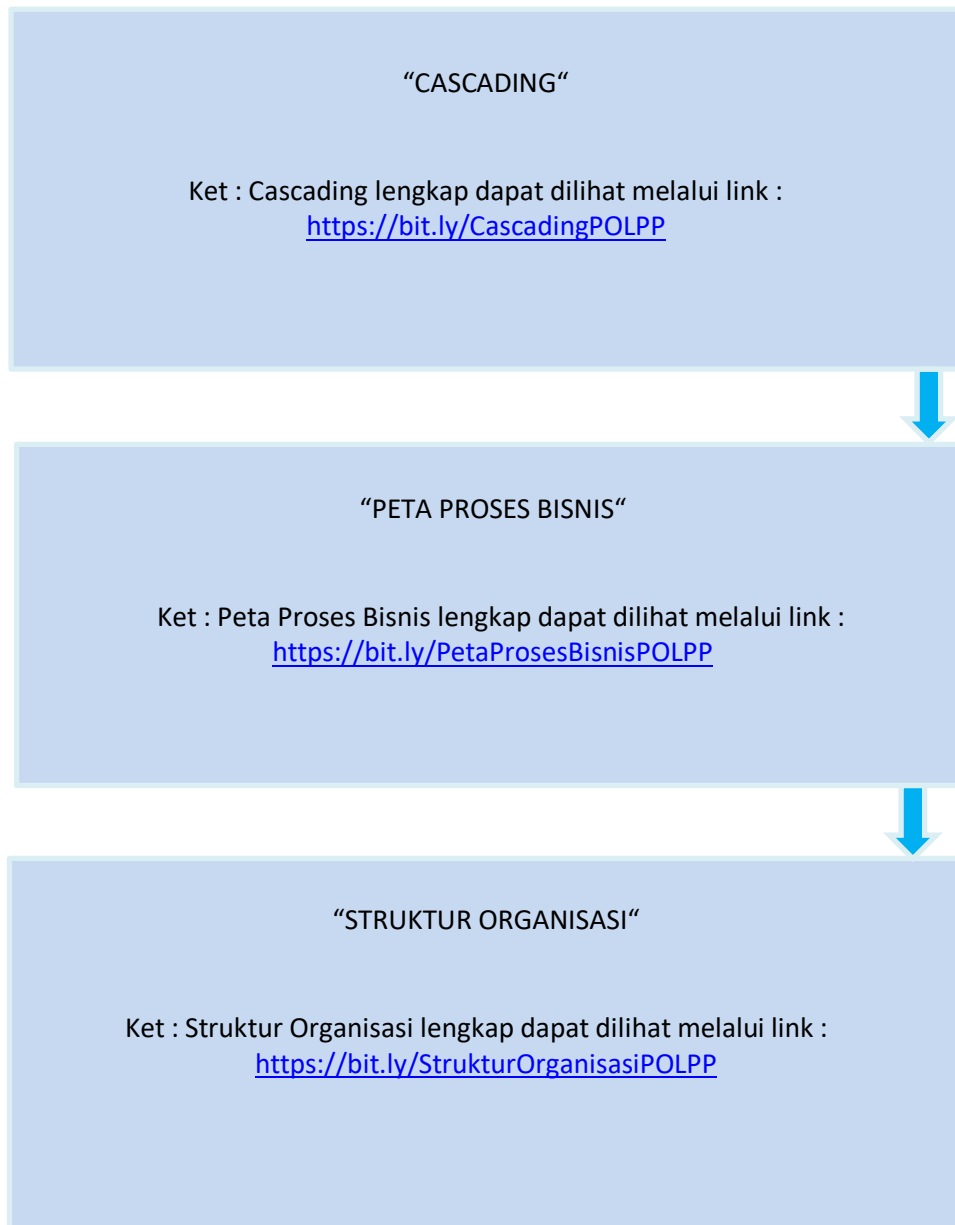 “CASCADING“
Ket : Cascading lengkap dapat dilihat melalui link :
https://bit.ly/CascadingPOLPP
“PETA PROSES BISNIS“
Ket : Peta Proses Bisnis lengkap dapat dilihat melalui link :
https://bit.ly/PetaProsesBisnisPOLPP
“STRUKTUR ORGANISASI“
Ket : Struktur Organisasi lengkap dapat dilihat melalui link :
https://bit.ly/StrukturOrganisasiPOLPP